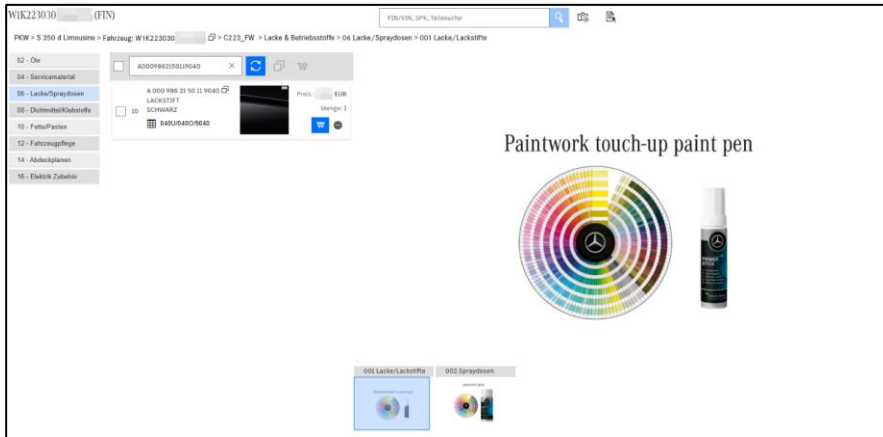 W1K223030 (FIN)
FIN/VIN, SPK, Teilesuche
PKW > S 350 d Limousine > Fahrzeug: W1K223030 > C223_FW > Lacke & Betriebsstoffe > 06 Lacke/Spraydosen > 001 Lacke/Lackstifte
02 - Öle
04 - Servicematerial
06 - Lacke/Spraydosen
08 - Dichtmittel/Klebstoffe
10 - Fette/Pasten
12 - Fahrzeugpflege
14 - Abdeckplanen
16 - Elektrik Zubehör
A0009862150119040
10
A 000 986 21 50 11 9040
LACKSTIFT
SCHWARZ
040U/040O/9040
Preis: EUR
Menge: 1
Paintwork touch-up paint pen
001 Lacke/Lackstifte
002 Spraydosen